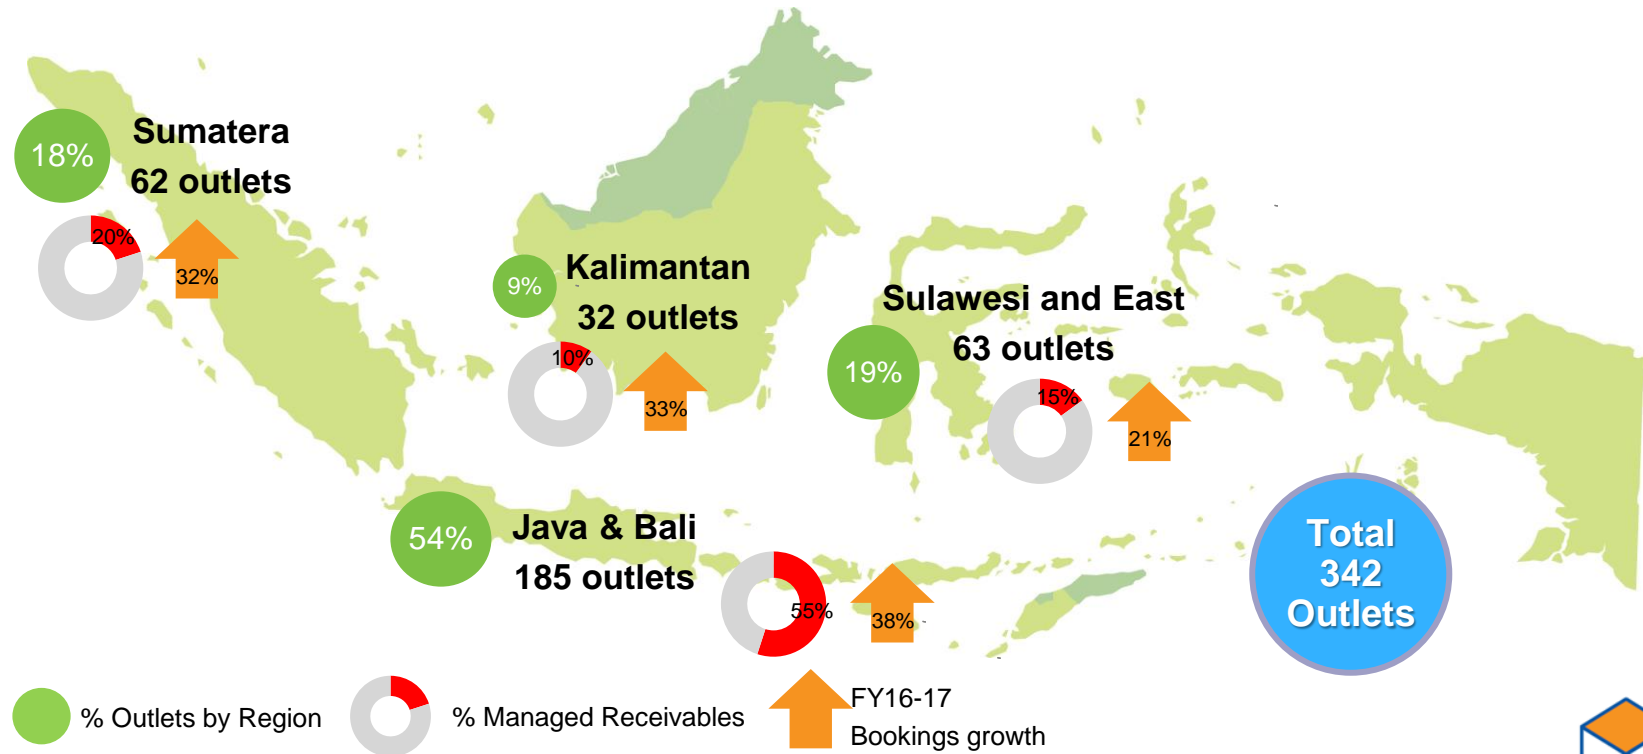 18%
Sumatera
62 outlets
20%
32%
9%
Kalimantan
32 outlets
10%
33%
Sulawesi and East
63 outlets
19%
15%
21%
54%
Java & Bali
185 outlets
55%
38%
Total
342
Outlets
% Outlets by Region
% Managed Receivables
FY16-17
Bookings growth